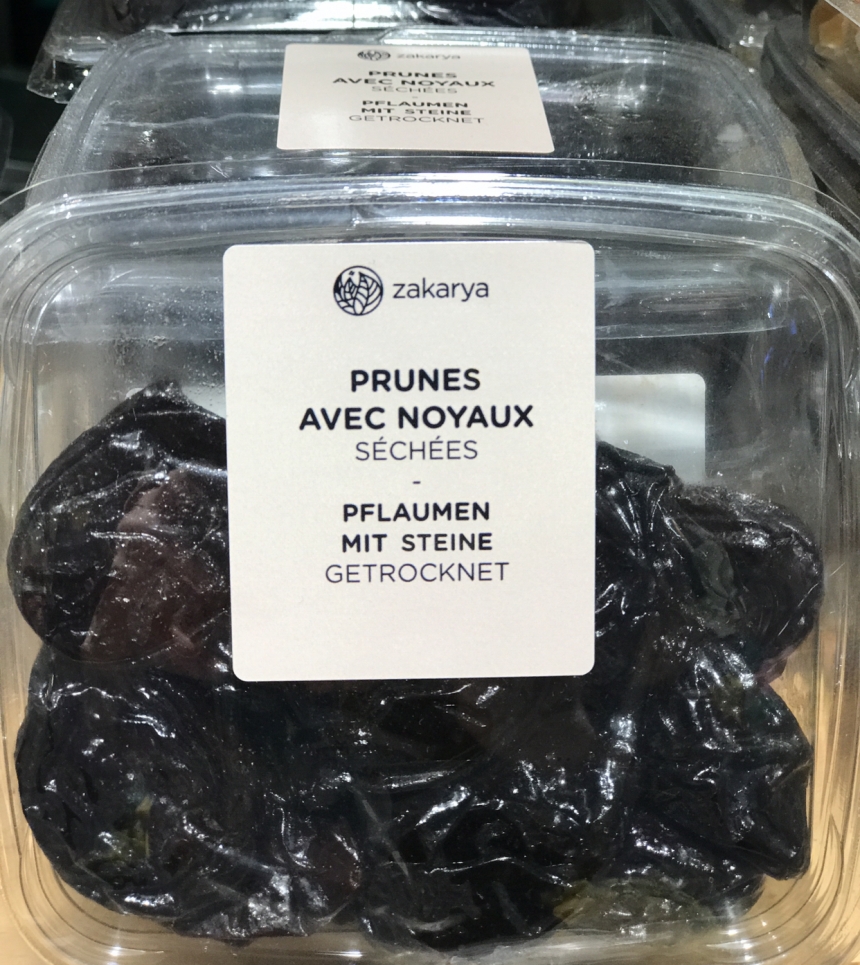 zakarya
PRUNES
AVEC NOYAUX
SÉCHÉES
-
PFLAUMEN
MIT STEINE
GETROCKNET
zakarya
PRUNES
AVEC NOYAUX
SÉCHÉES
-
PFLAUMEN
MIT STEINE
GETROCKNET